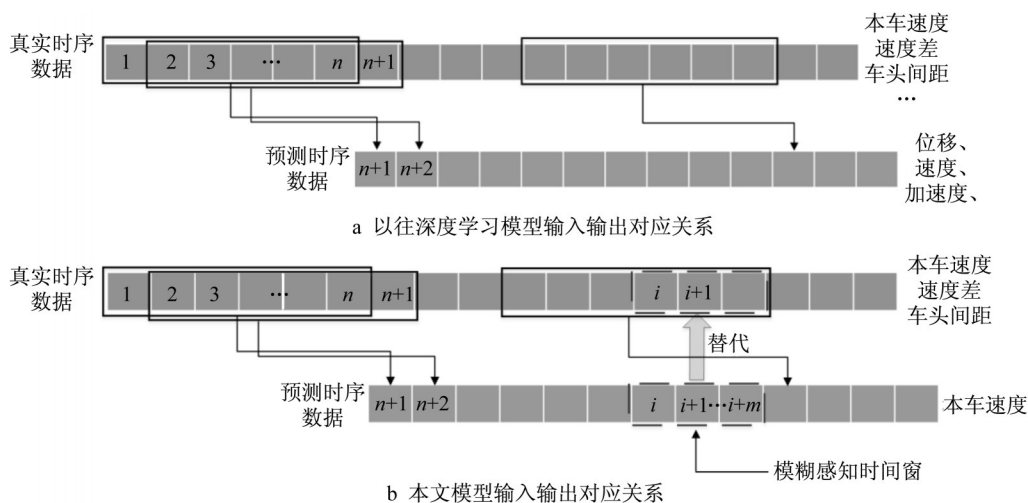 真实时序
数据
1 2 3 … n n+1
本车速度
速度差
车头间距
…
预测时序
数据
n+1 n+2
位移、
速度、
加速度、
a 以往深度学习模型输入输出对应关系
真实时序
数据
1 2 3 … n n+1
i i+1
本车速度
速度差
车头间距
替代
预测时序
数据
n+1 n+2
i i+1…i+m
本车速度
模糊感知时间窗
b 本文模型输入输出对应关系